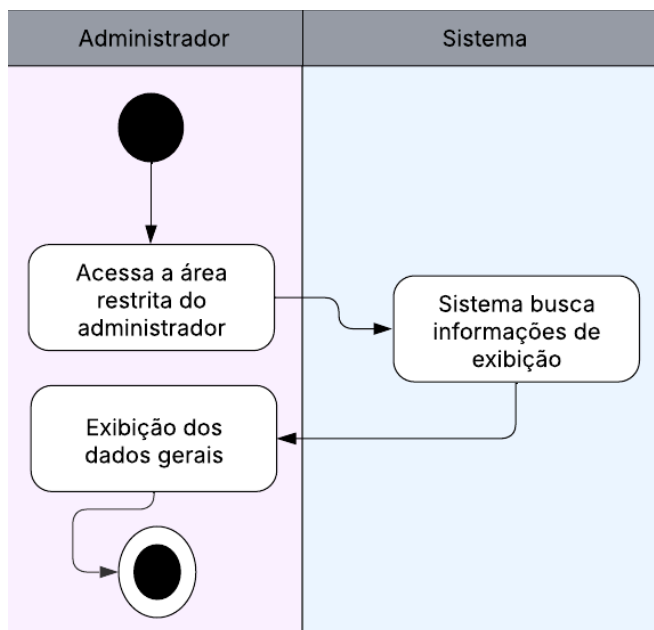 Administrador
Sistema
Acessa a área
restrita do
administrador
Sistema busca
informações de
exibição
Exibição dos
dados gerais